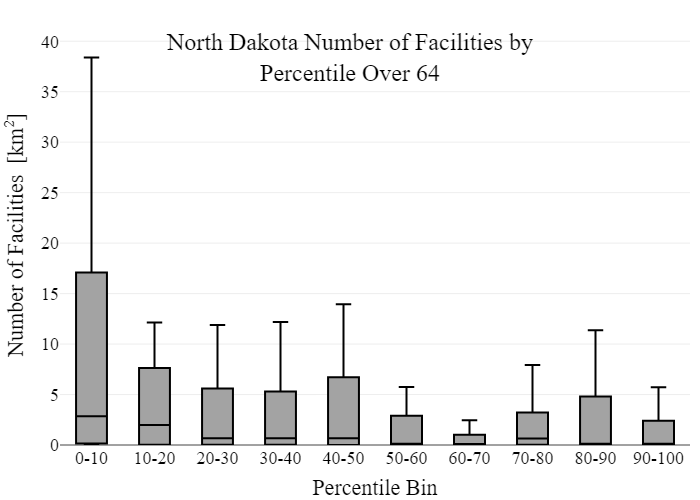 North Dakota Number of Facilities by
Percentile Over 64
Number of Facilities [km²]
40
35
30
25
20
15
10
5
0
0-10 10-20 20-30 30-40 40-50 50-60 60-70 70-80 80-90 90-100
Percentile Bin